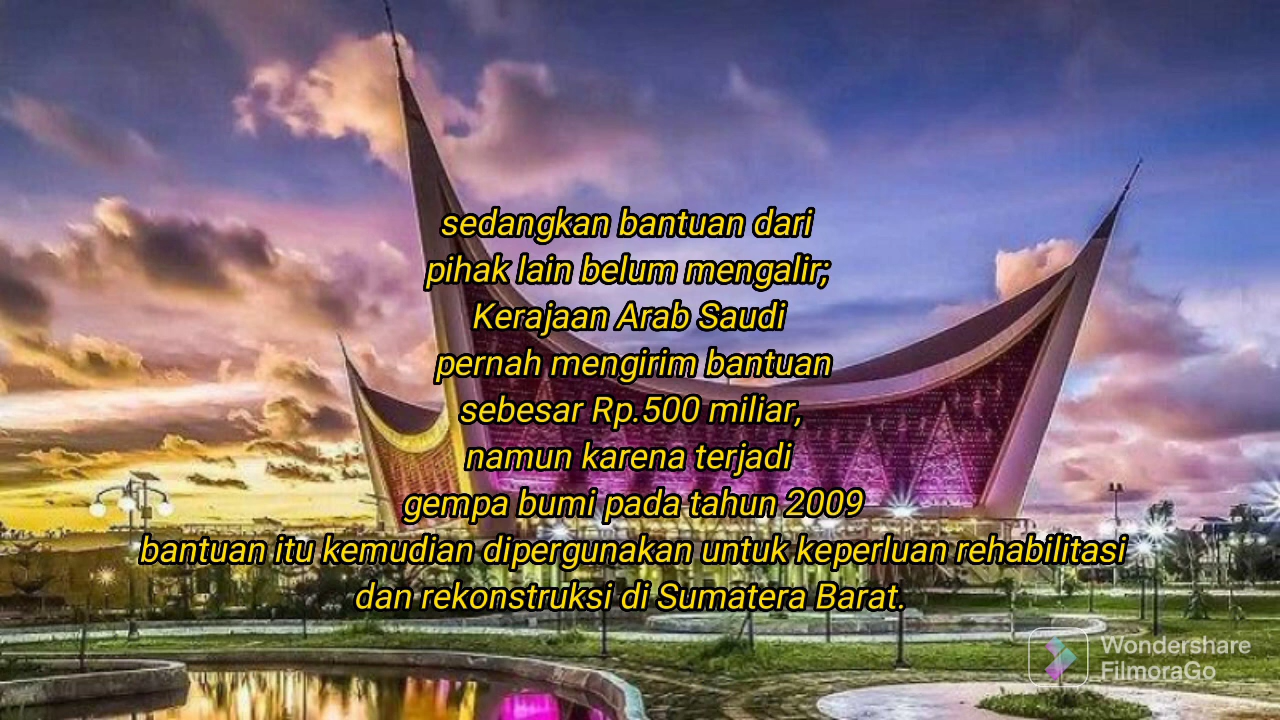 sedangkan bantuan dari
pihak lain belum mengalir;
Kerajaan Arab Saudi
pernah mengirim bantuan
sebesar Rp.500 miliar,
namun karena terjadi
gempa bumi pada tahun 2009
bantuan itu kemudian dipergunakan untuk keperluan rehabilitasi
dan rekonstruksi di Sumatera Barat.
Wondershare
FilmoraGo